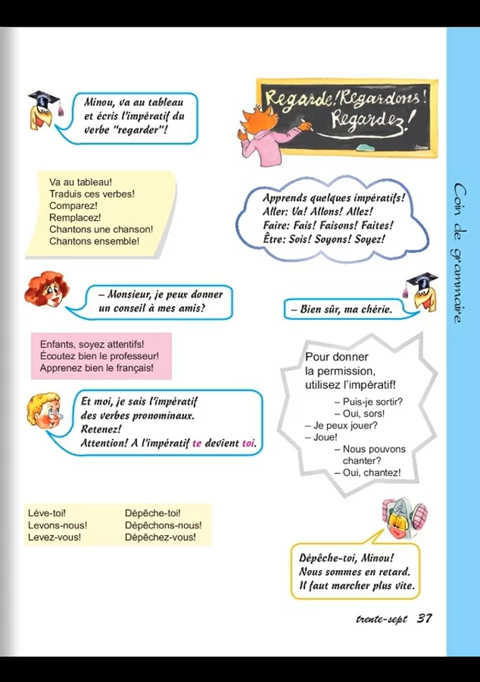 Minou, va au tableau
et écris l'impératif du
verbe "regarder"!
Regarde! Regardons!
Regardez!
Va au tableau!
Traduis ces verbes!
Comparez!
Remplacez!
Chantons une chanson!
Chantons ensemble!
Apprends quelques impératifs!
Aller: Va! Allons! Allez!
Faire: Fais! Faisons! Faites!
Être: Sois! Soyons! Soyez!
Coin de grammaire
– Monsieur, je peux donner
un conseil à mes amis?
– Bien sûr, ma chérie.
Enfants, soyez attentifs!
Écoutez bien le professeur!
Apprenez bien le français!
Pour donner
la permission,
utilisez l'impératif!
– Puis-je sortir?
– Oui, sors!
– Je peux jouer?
– Joue!
– Nous pouvons
chanter?
– Oui, chantez!
Et moi, je sais l'impératif
des verbes pronominaux.
Retenez!
Attention! A l'impératif te devient toi.
Lève-toi!
Levons-nous!
Levez-vous!
Dépêche-toi!
Dépêchons-nous!
Dépêchez-vous!
Dépêche-toi, Minou!
Nous sommes en retard.
Il faut marcher plus vite.
trente-sept 37